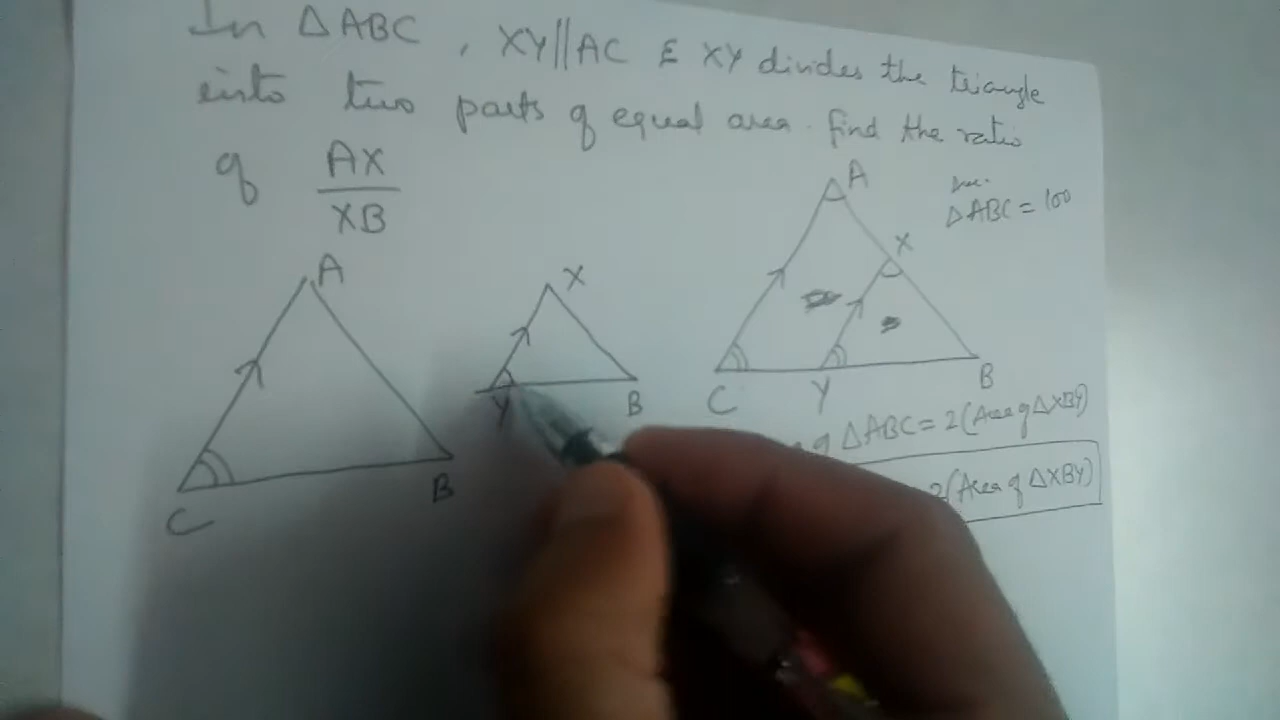 In △ABC, XY||AC & XY divides the triangle
into two parts of equal area. find the ratio
of AX
XB
A
△ABC = 100
X
A
X
C
Y
B
Y
B
C
B
△ABC = 2(Area of △XBY)
2(Area of △XBY)